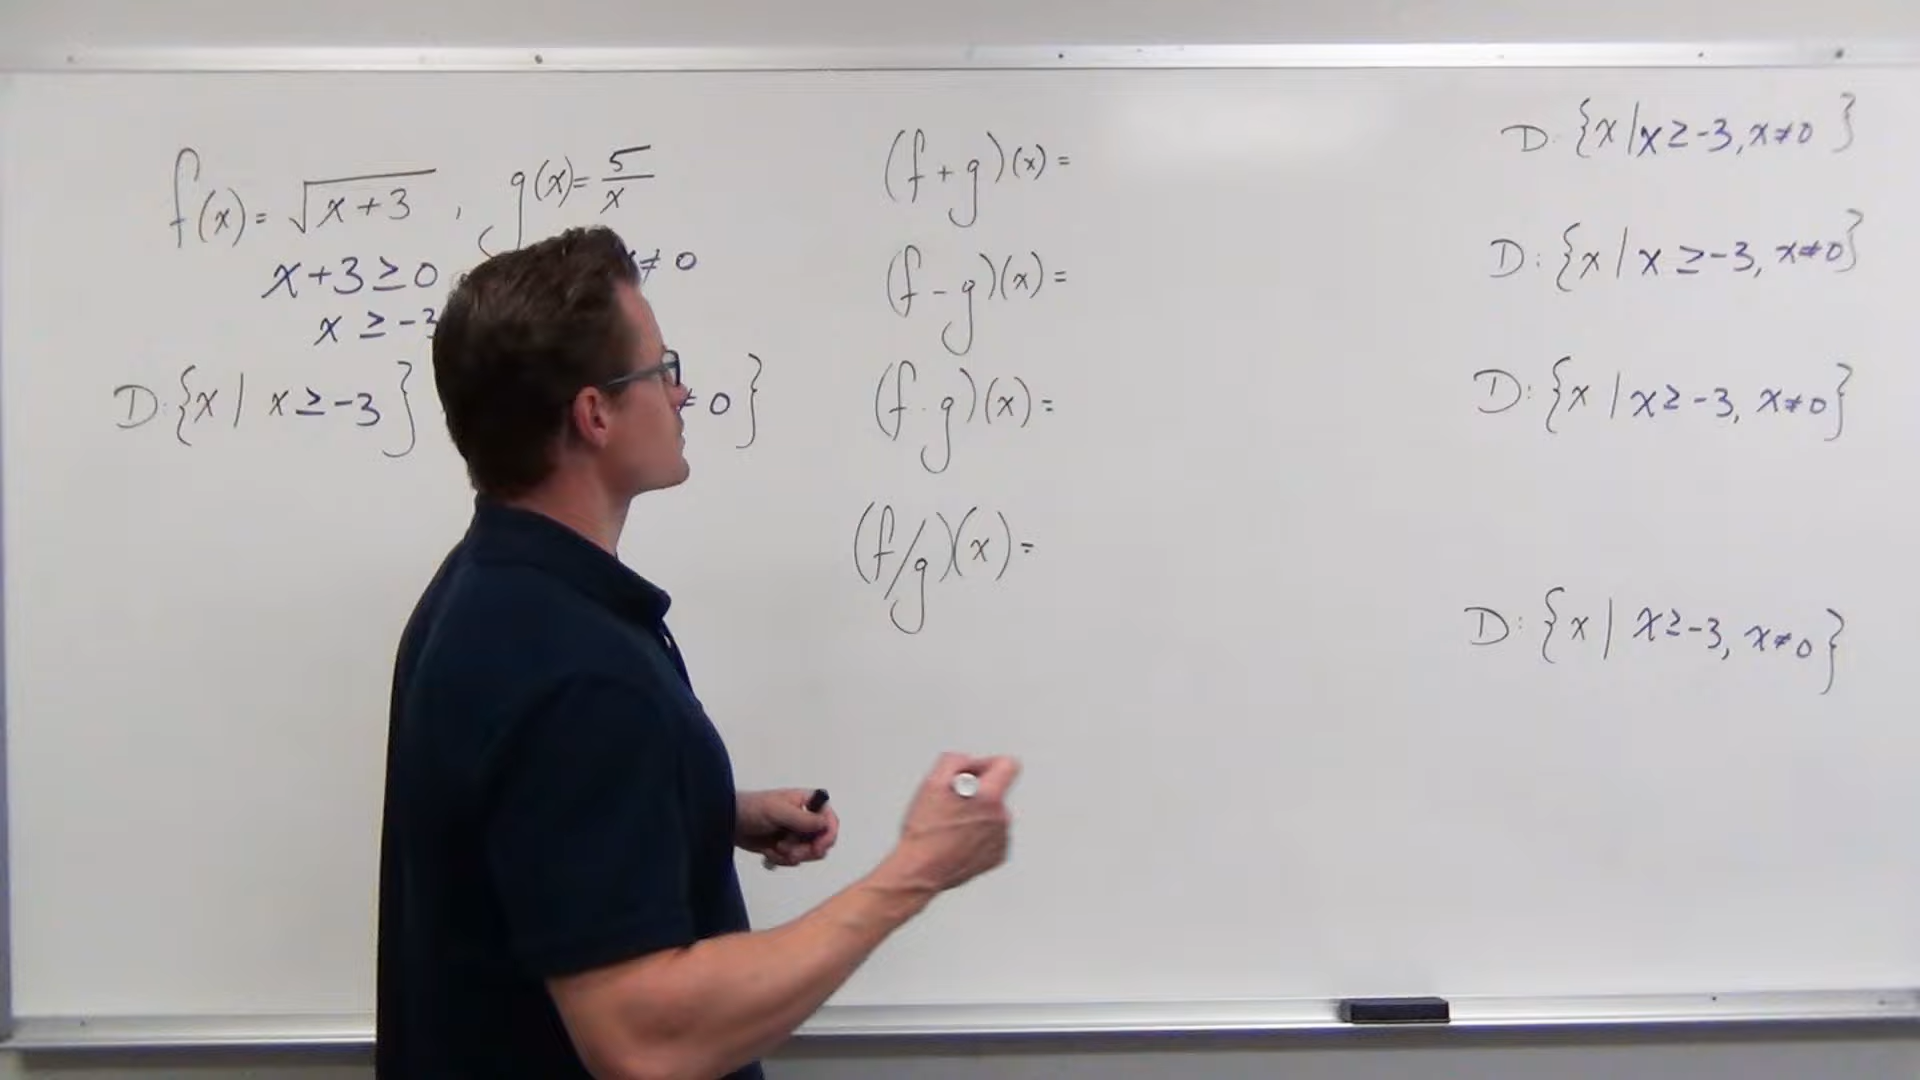 f(x) = √(x+3) , g(x) = 5/x
x+3 ≥ 0 ≠ 0
x ≥ -3
D: {x | x ≥ -3} ≠ 0}
(f + g)(x) =
(f - g)(x) =
(f · g)(x) =
(f/g)(x) =
D: {x | x ≥ -3, x ≠ 0}
D: {x | x ≥ -3, x ≠ 0}
D: {x | x ≥ -3, x ≠ 0}
D: {x | x ≥ -3, x ≠ 0}